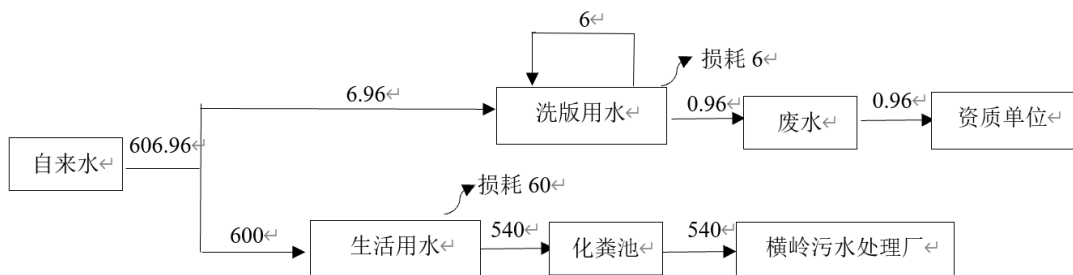 6↵
损耗 6↵
6.96↵
洗版用水↵
0.96↵
废水↵
0.96↵
资质单位↵
自来水↵
606.96↵
损耗 60↵
600↵
生活用水↵
540↵
化粪池↵
540↵
横岭污水处理厂↵